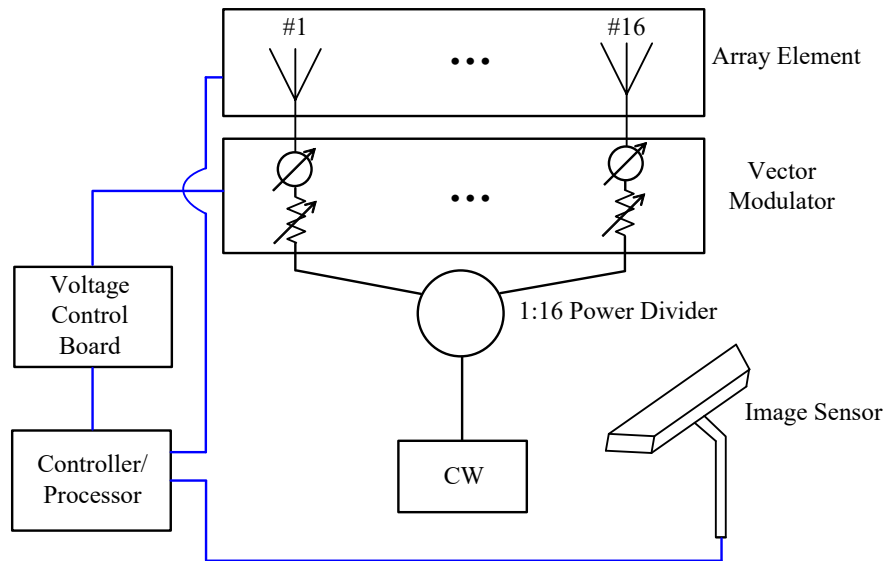 #1
#16
•••
Array Element
•••
Vector
Modulator
Voltage
Control
Board
1:16 Power Divider
Image Sensor
Controller/
Processor
CW